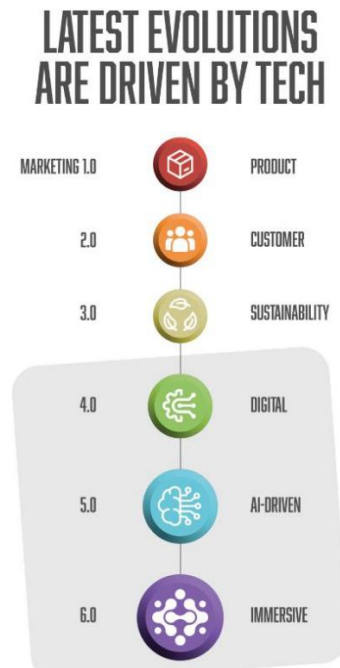 LATEST EVOLUTIONS
ARE DRIVEN BY TECH
MARKETING 1.0 PRODUCT
2.0 CUSTOMER
3.0 SUSTAINABILITY
4.0 DIGITAL
5.0 AI-DRIVEN
6.0 IMMERSIVE